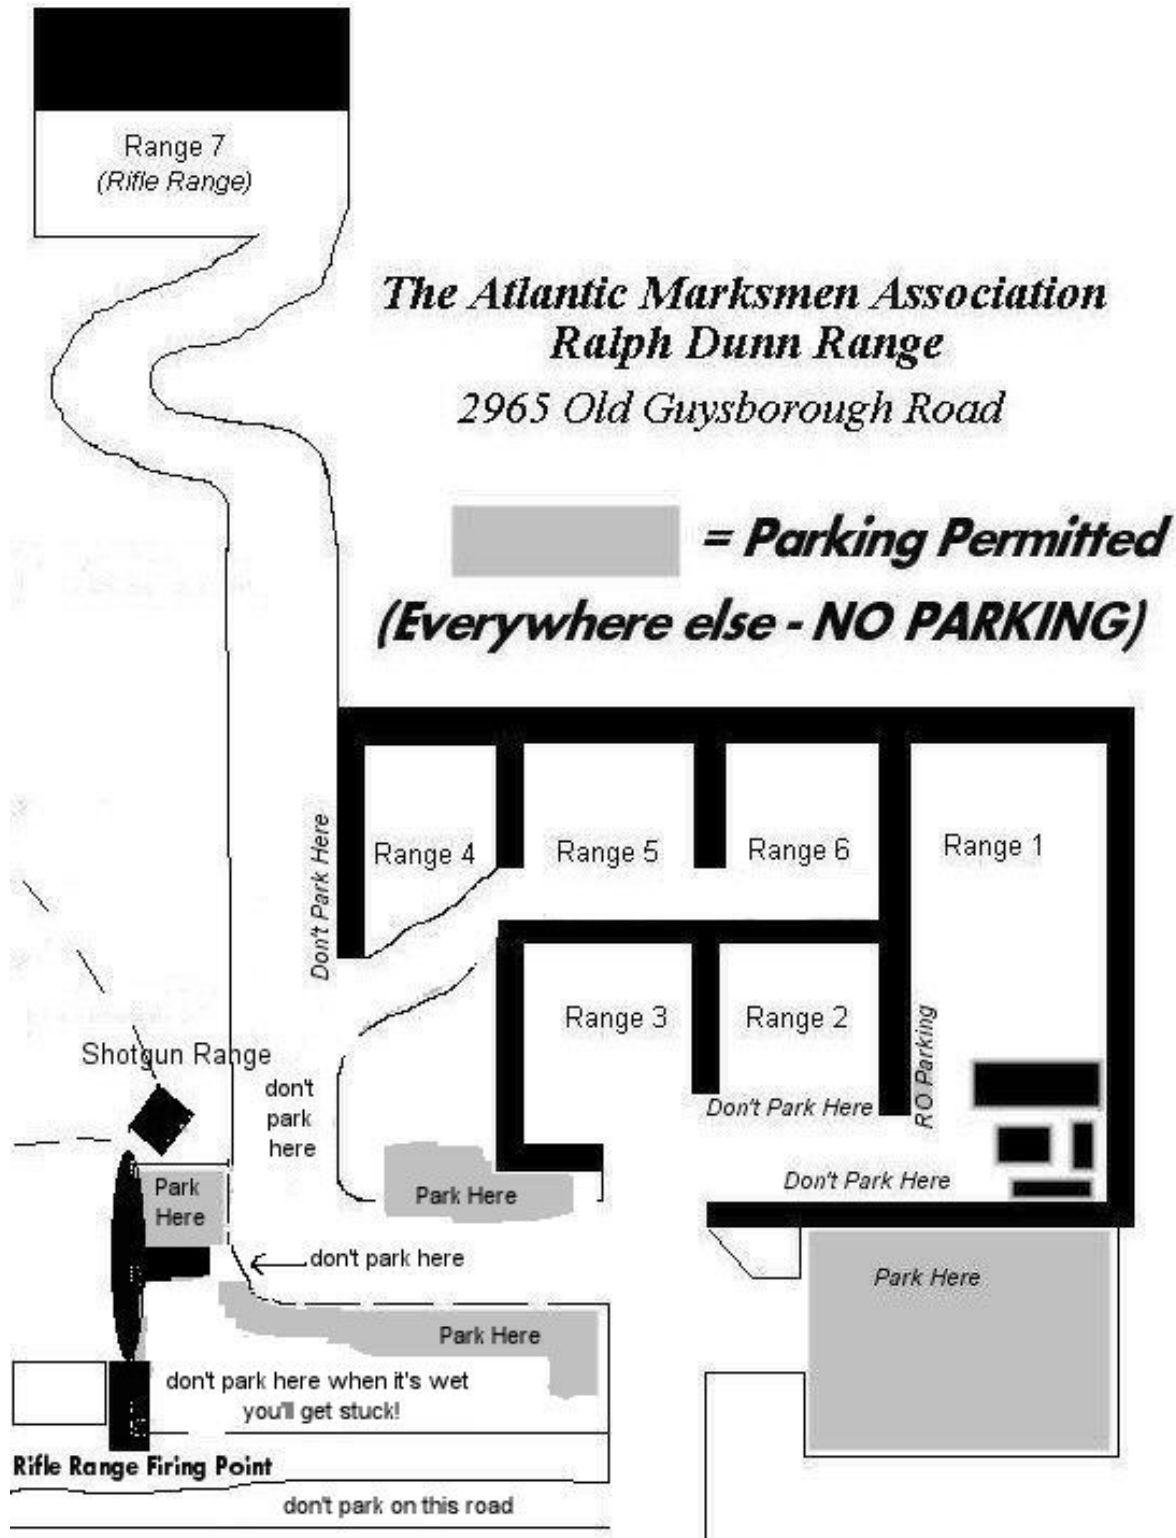 Range 7
(Rifle Range)
The Atlantic Marksmen Association
Ralph Dunn Range
2965 Old Guysborough Road
= Parking Permitted
(Everywhere else - NO PARKING)
Don't Park Here
Range 4
Range 5
Range 6
Range 1
Range 3
Range 2
RO Parking
Shotgun Range
don't
park
here
Don't Park Here
Don't Park Here
Park
Here
Park Here
don't park here
Park Here
Park Here
don't park here when it's wet
you'll get stuck!
Rifle Range Firing Point
don't park on this road